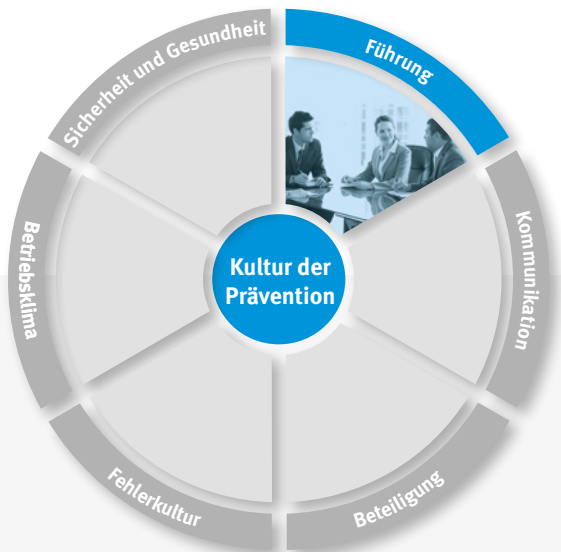 Sicherheit und Gesundheit
Führung
Betriebsklima
Kultur der
Prävention
Kommunikation
Fehlerkultur
Beteiligung